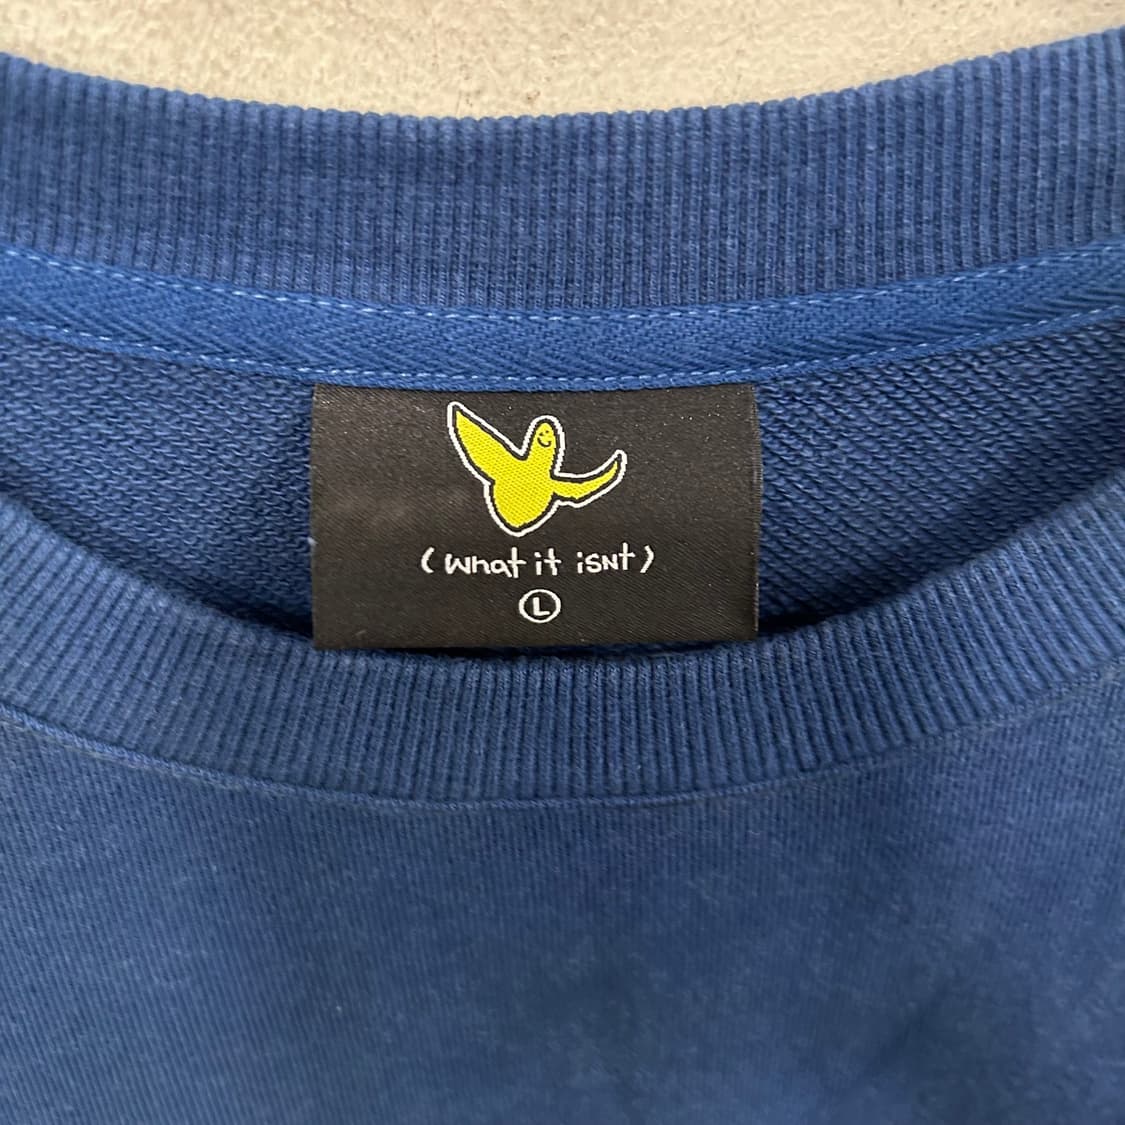 (what it isNt)
L